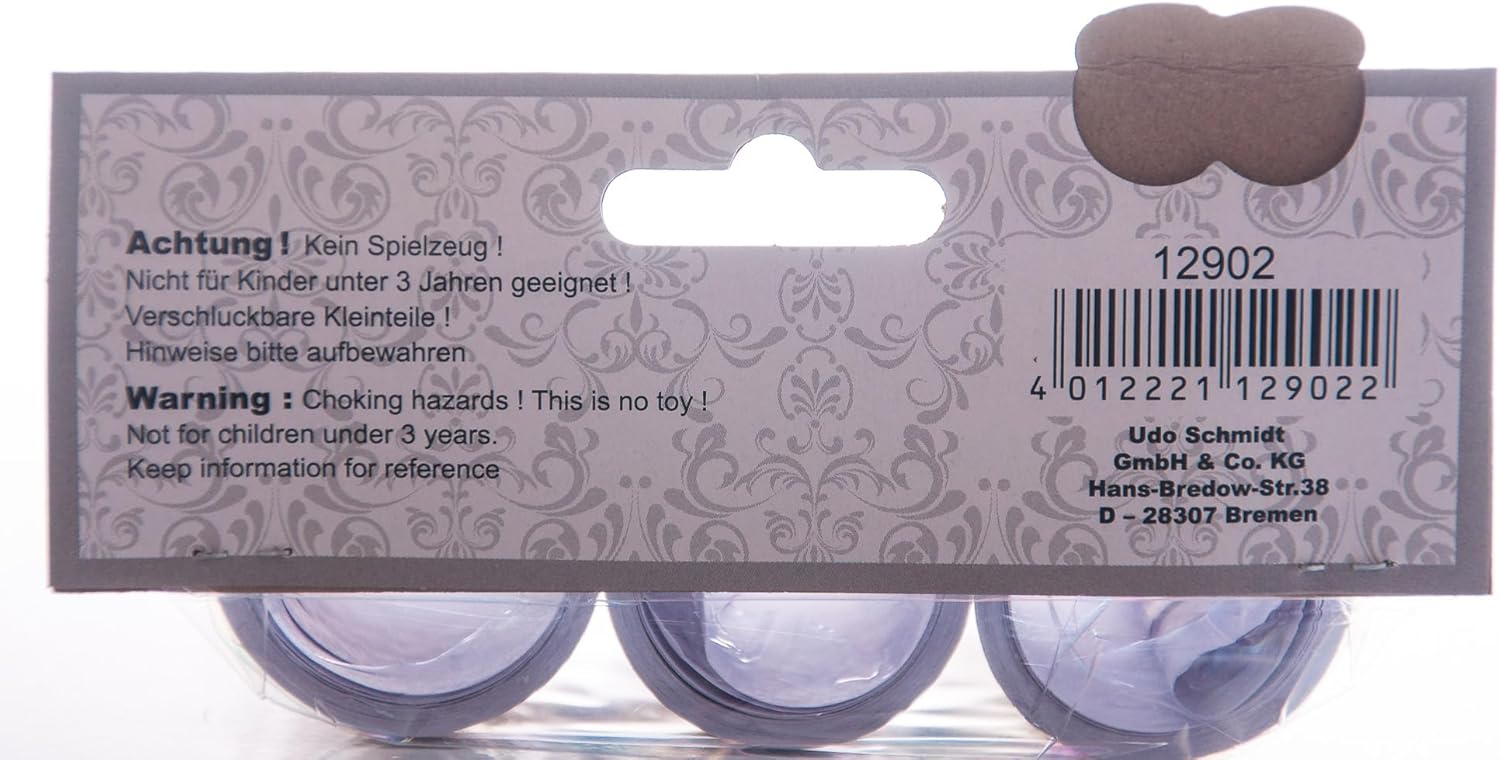 Achtung! Kein Spielzeug !
Nicht für Kinder unter 3 Jahren geeignet !
Verschluckbare Kleinteile !
Hinweise bitte aufbewahren
Warning : Choking hazards ! This is no toy !
Not for children under 3 years.
Keep information for reference
12902
4 012221 129022
Udo Schmidt
GmbH & Co. KG
Hans-Bredow-Str.38
D – 28307 Bremen